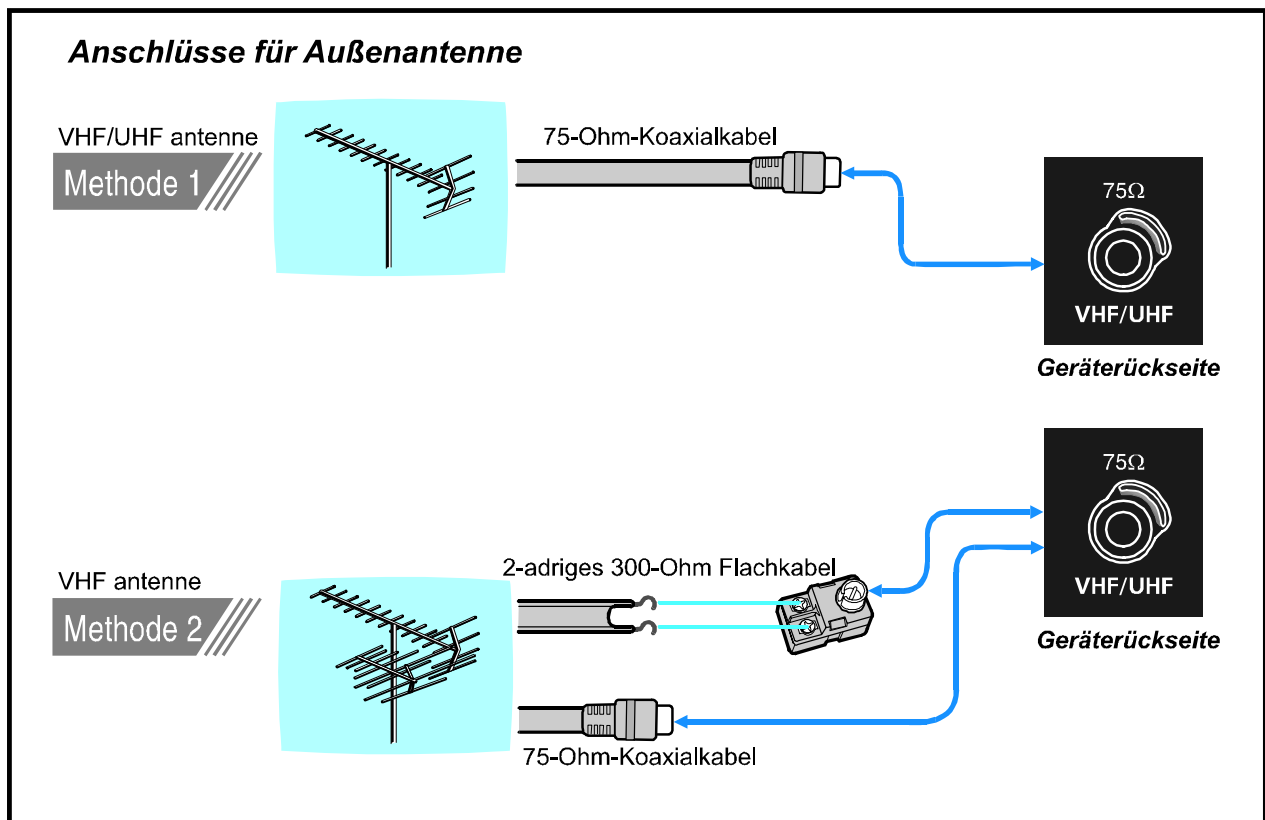 Anschlüsse für Außenantenne
VHF/UHF antenne
Methode 1
75-Ohm-Koaxialkabel
75Ω
VHF/UHF
Geräterückseite
VHF antenne
Methode 2
2-adriges 300-Ohm Flachkabel
75-Ohm-Koaxialkabel
75Ω
VHF/UHF
Geräterückseite